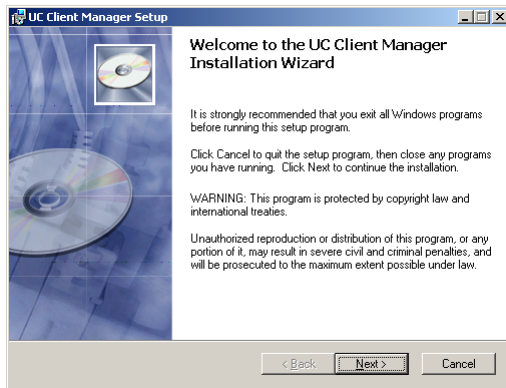 UC Client Manager Setup
Welcome to the UC Client Manager
Installation Wizard
It is strongly recommended that you exit all Windows programs
before running this setup program.
Click Cancel to quit the setup program, then close any programs
you have running. Click Next to continue the installation.
WARNING: This program is protected by copyright law and
international treaties.
Unauthorized reproduction or distribution of this program, or any
portion of it, may result in severe civil and criminal penalties, and
will be prosecuted to the maximum extent possible under law.
< Back Next > Cancel